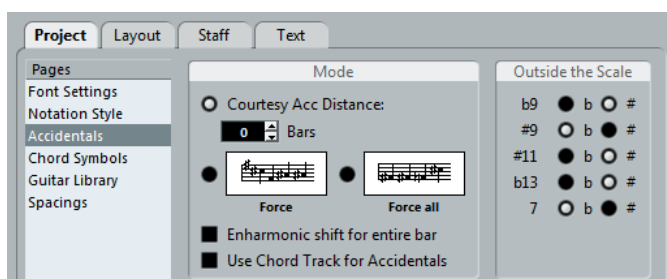 Project Layout Staff Text
Pages
Font Settings
Notation Style
Accidentals
Chord Symbols
Guitar Library
Spacings
Mode
Courtesy Acc Distance:
0 Bars
Force Force all
Enharmonic shift for entire bar
Use Chord Track for Accidentals
Outside the Scale
b9 b #
#9 b #
#11 b #
b13 b #
7 b #